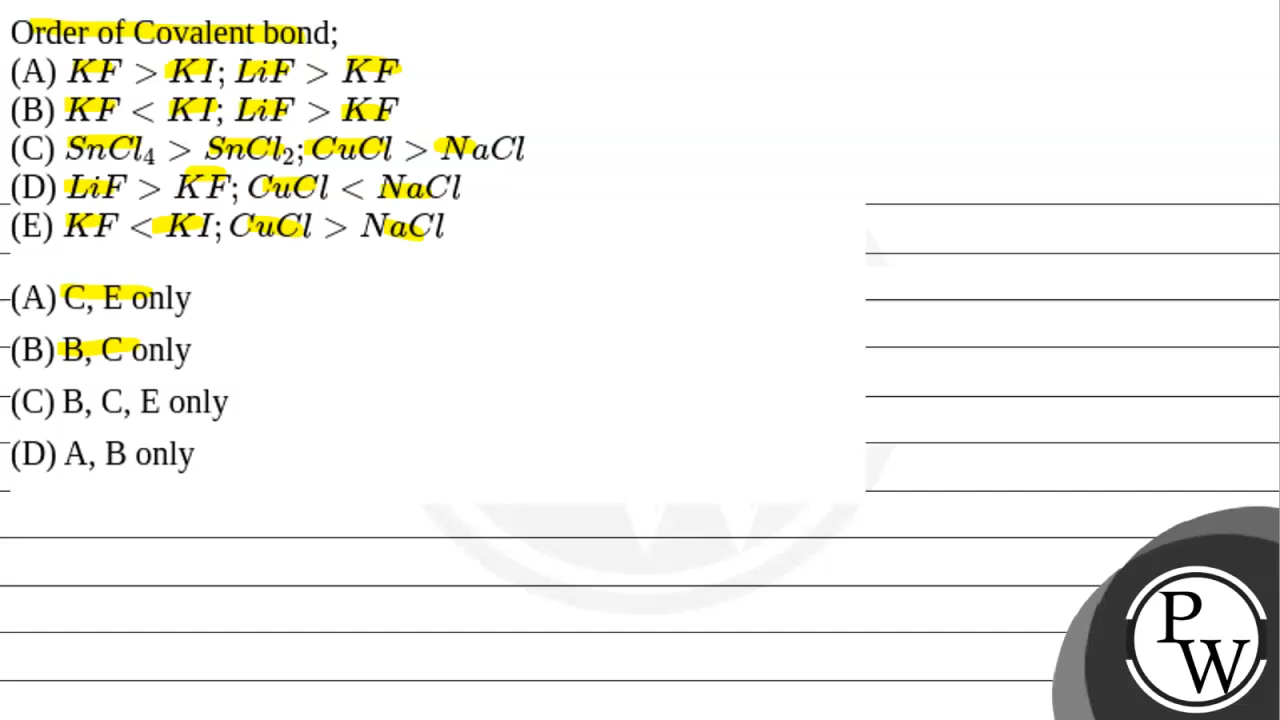 Order of Covalent bond;
(A) KF > KI; LiF > KF
(B) KF < KI; LiF > KF
(C) SnCl₄ > SnCl₂; CuCl > NaCl
(D) LiF > KF; CuCl < NaCl
(E) KF < KI; CuCl > NaCl
(A) C, E only
(B) B, C only
(C) B, C, E only
(D) A, B only
P
W